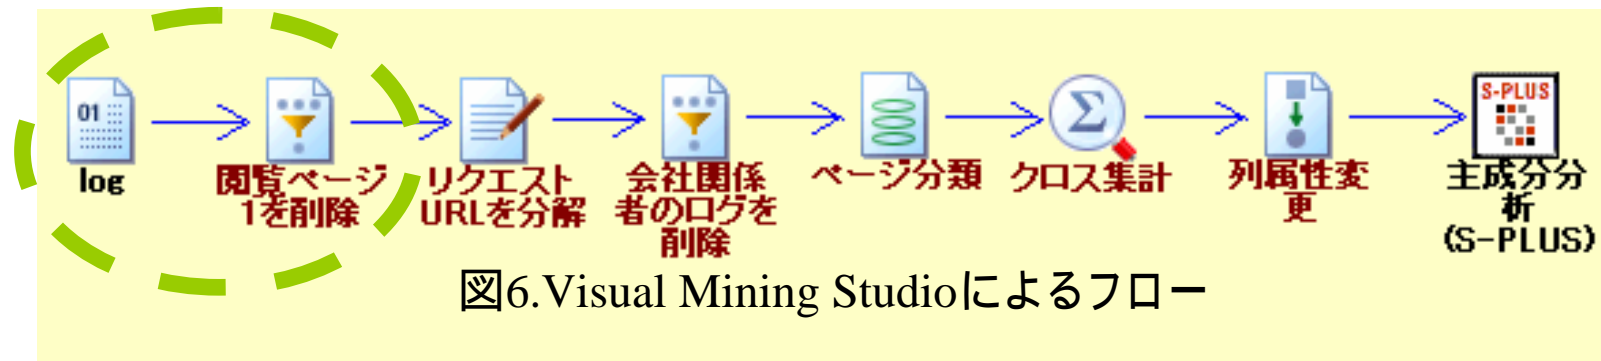 01
log
閲覧ページ
1を削除
リクエスト
URLを分解
会社関係
者のログを
削除
ページ分類
Σ
クロス集計
列属性変
更
S-PLUS
主成分分
析
(S-PLUS)
図6.Visual Mining Studioによるフロー